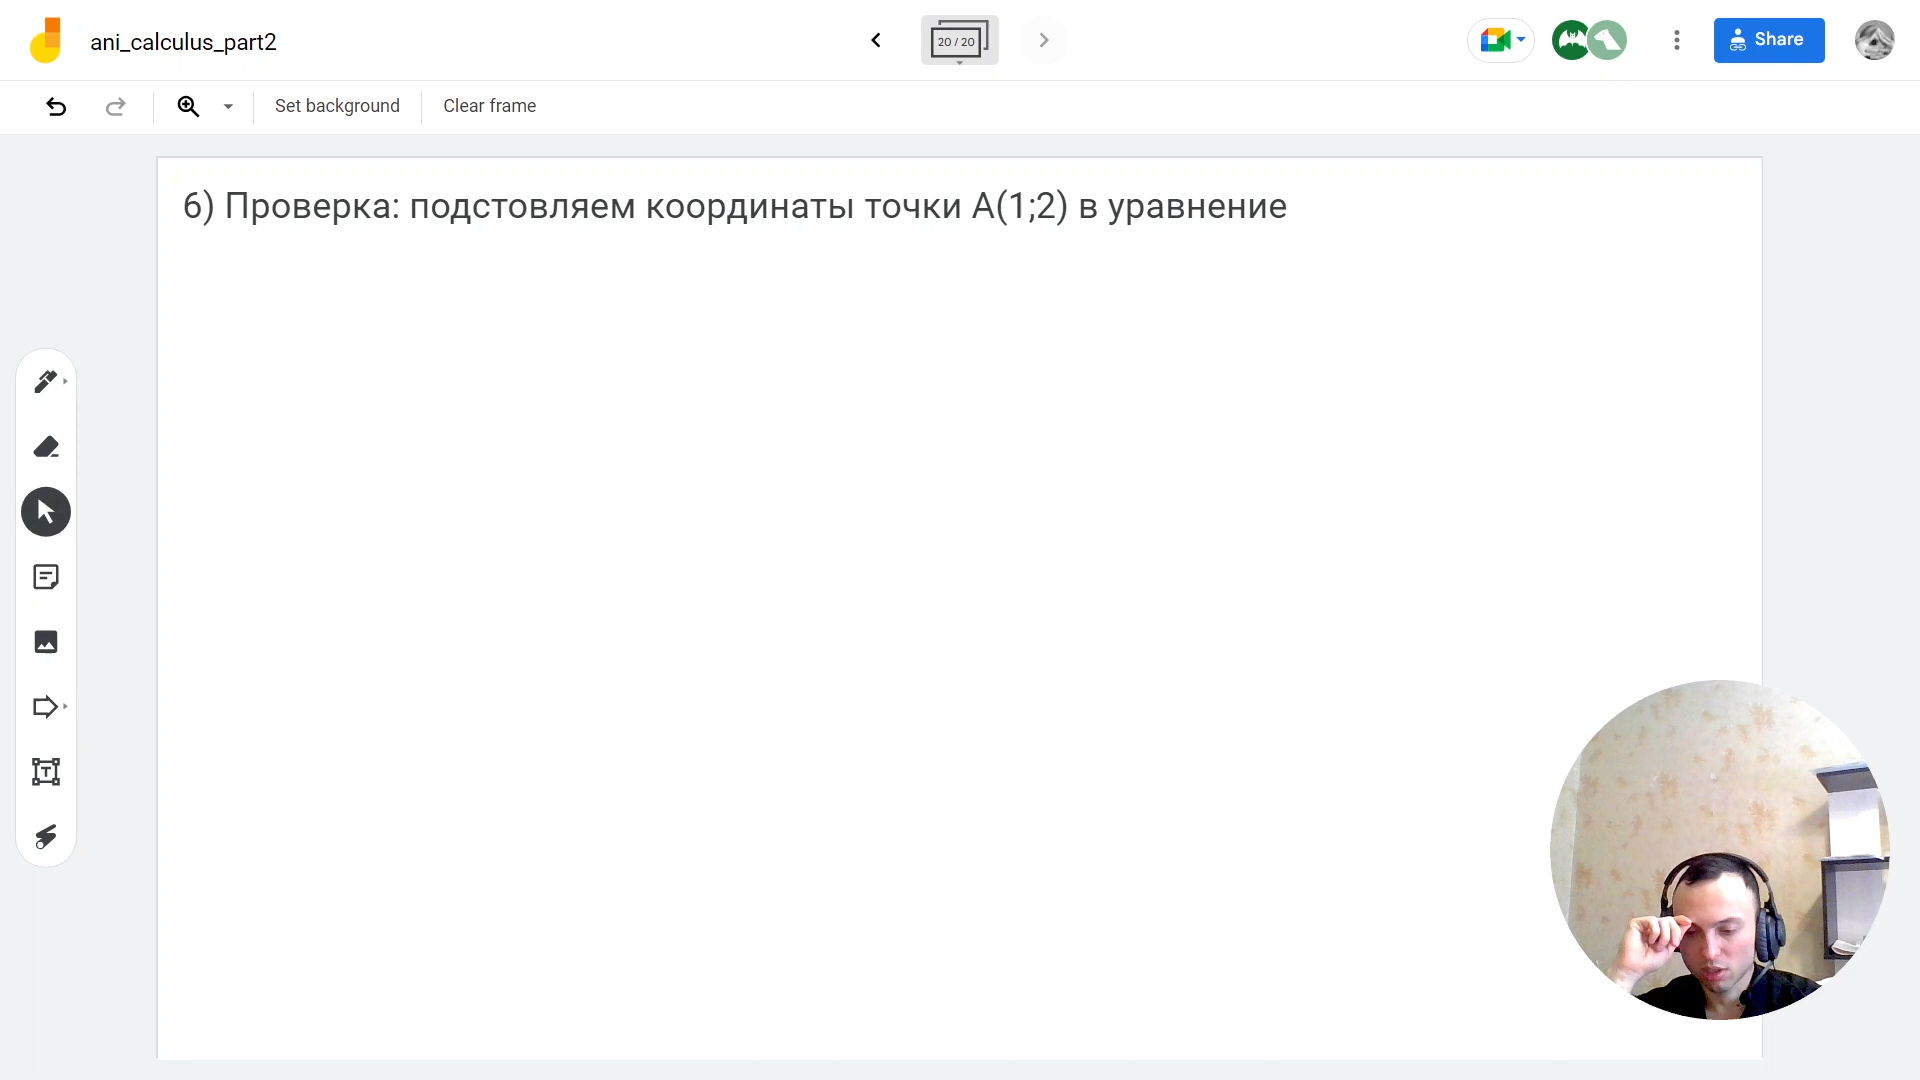 ani_calculus_part2
20 / 20
Share
Set background
Clear frame
6) Проверка: подстовляем координаты точки А(1;2) в уравнение